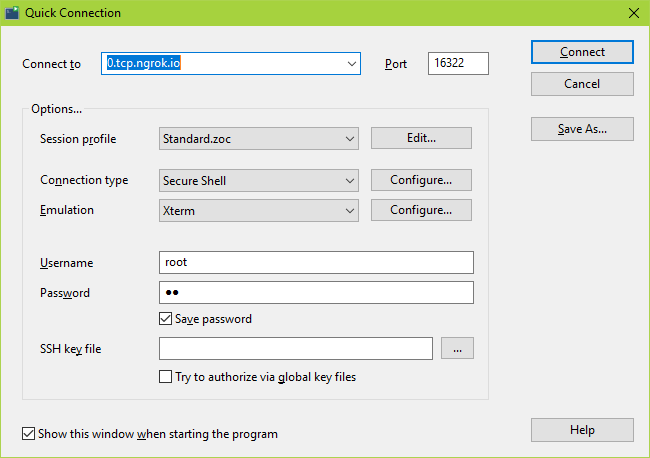 Quick Connection
Connect to 0.tcp.ngrok.io Port 16322 Connect
Cancel
Options...
Save As...
Session profile Standard.zoc Edit...
Connection type Secure Shell Configure...
Emulation Xterm Configure...
Username root
Password ●●
Save password
SSH key file ...
Try to authorize via global key files
Show this window when starting the program Help